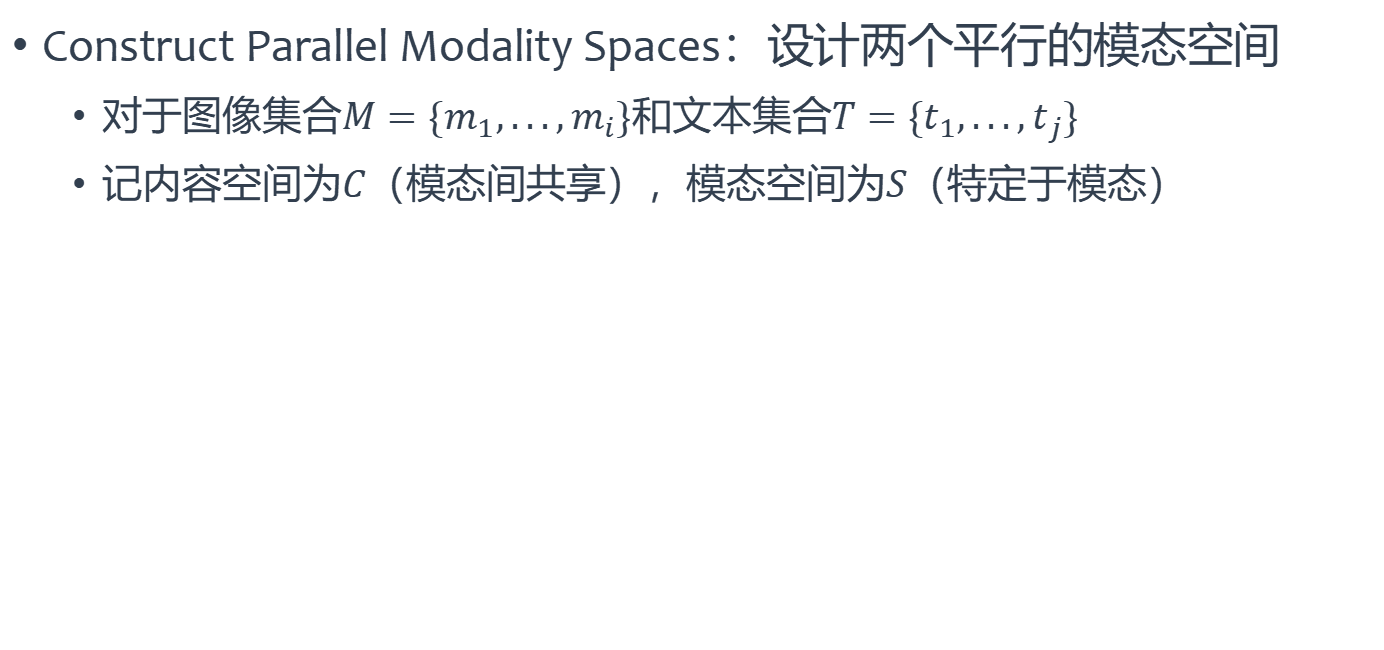 • Construct Parallel Modality Spaces：设计两个平行的模态空间
• 对于图像集合𝑀 = {𝑚₁, . . . , 𝑚ᵢ}和文本集合𝑇 = {𝑡₁, . . . , 𝑡ⱼ}
• 记内容空间为𝐶（模态间共享），模态空间为𝑆（特定于模态）